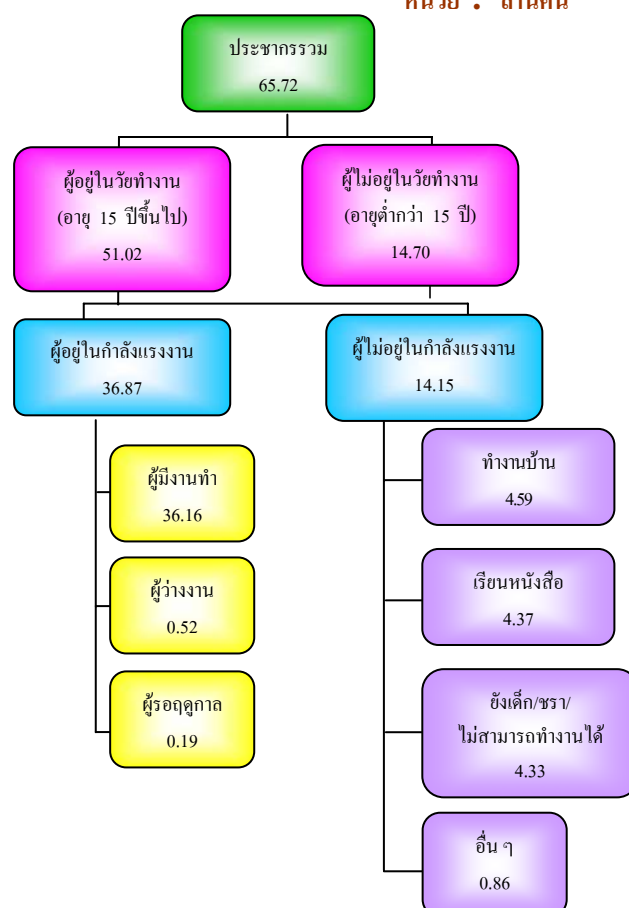 หน่วย : ล้านคน
ประชากรรวม
65.72
ผู้อยู่ในวัยทำงาน
(อายุ 15 ปีขึ้นไป)
51.02
ผู้ไม่อยู่ในวัยทำงาน
(อายุต่ำกว่า 15 ปี)
14.70
ผู้อยู่ในกำลังแรงงาน
36.87
ผู้ไม่อยู่ในกำลังแรงงาน
14.15
ผู้มีงานทำ
36.16
ผู้ว่างงาน
0.52
ผู้รอฤดูกาล
0.19
ทำงานบ้าน
4.59
เรียนหนังสือ
4.37
ยังเด็ก/ชรา/
ไม่สามารถทำงานได้
4.33
อื่น ๆ
0.86